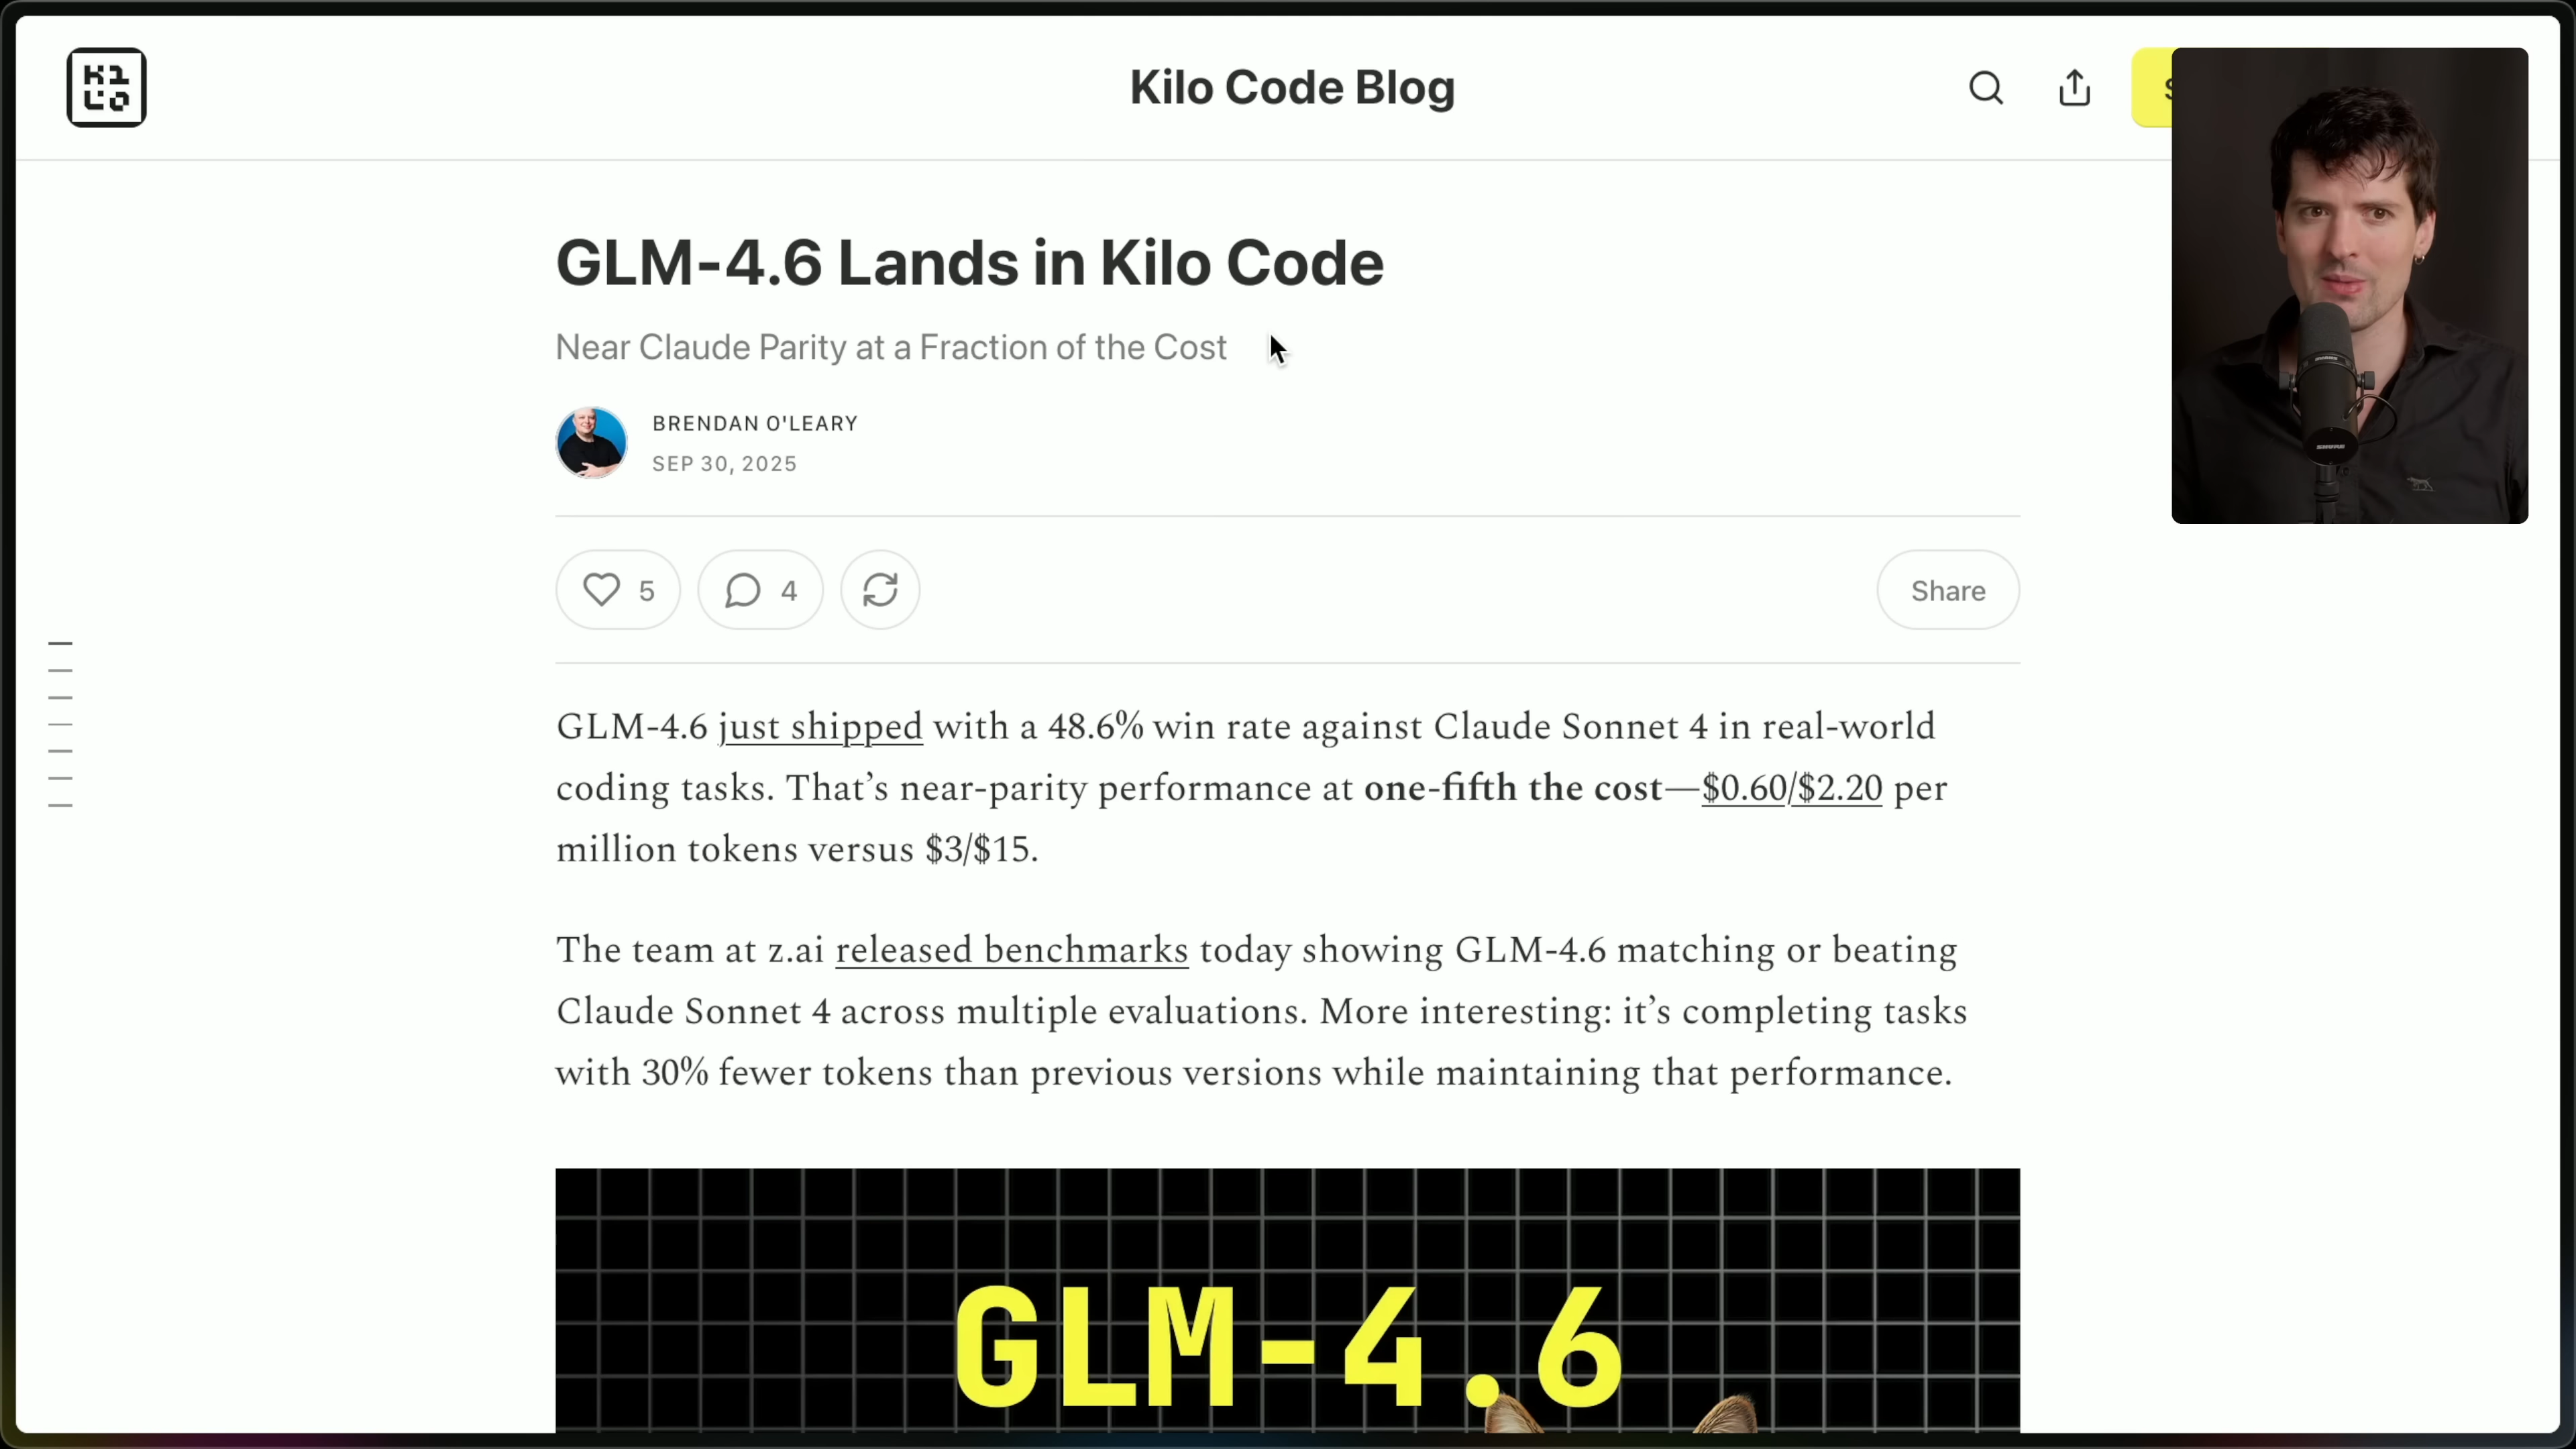 K1
LO
Kilo Code Blog
GLM-4.6 Lands in Kilo Code
Near Claude Parity at a Fraction of the Cost
BRENDAN O'LEARY
SEP 30, 2025
5
4
Share
GLM-4.6 just shipped with a 48.6% win rate against Claude Sonnet 4 in real-world
coding tasks. That’s near-parity performance at one-fifth the cost—$0.60/$2.20 per
million tokens versus $3/$15.
The team at z.ai released benchmarks today showing GLM-4.6 matching or beating
Claude Sonnet 4 across multiple evaluations. More interesting: it’s completing tasks
with 30% fewer tokens than previous versions while maintaining that performance.
GLM-4.6